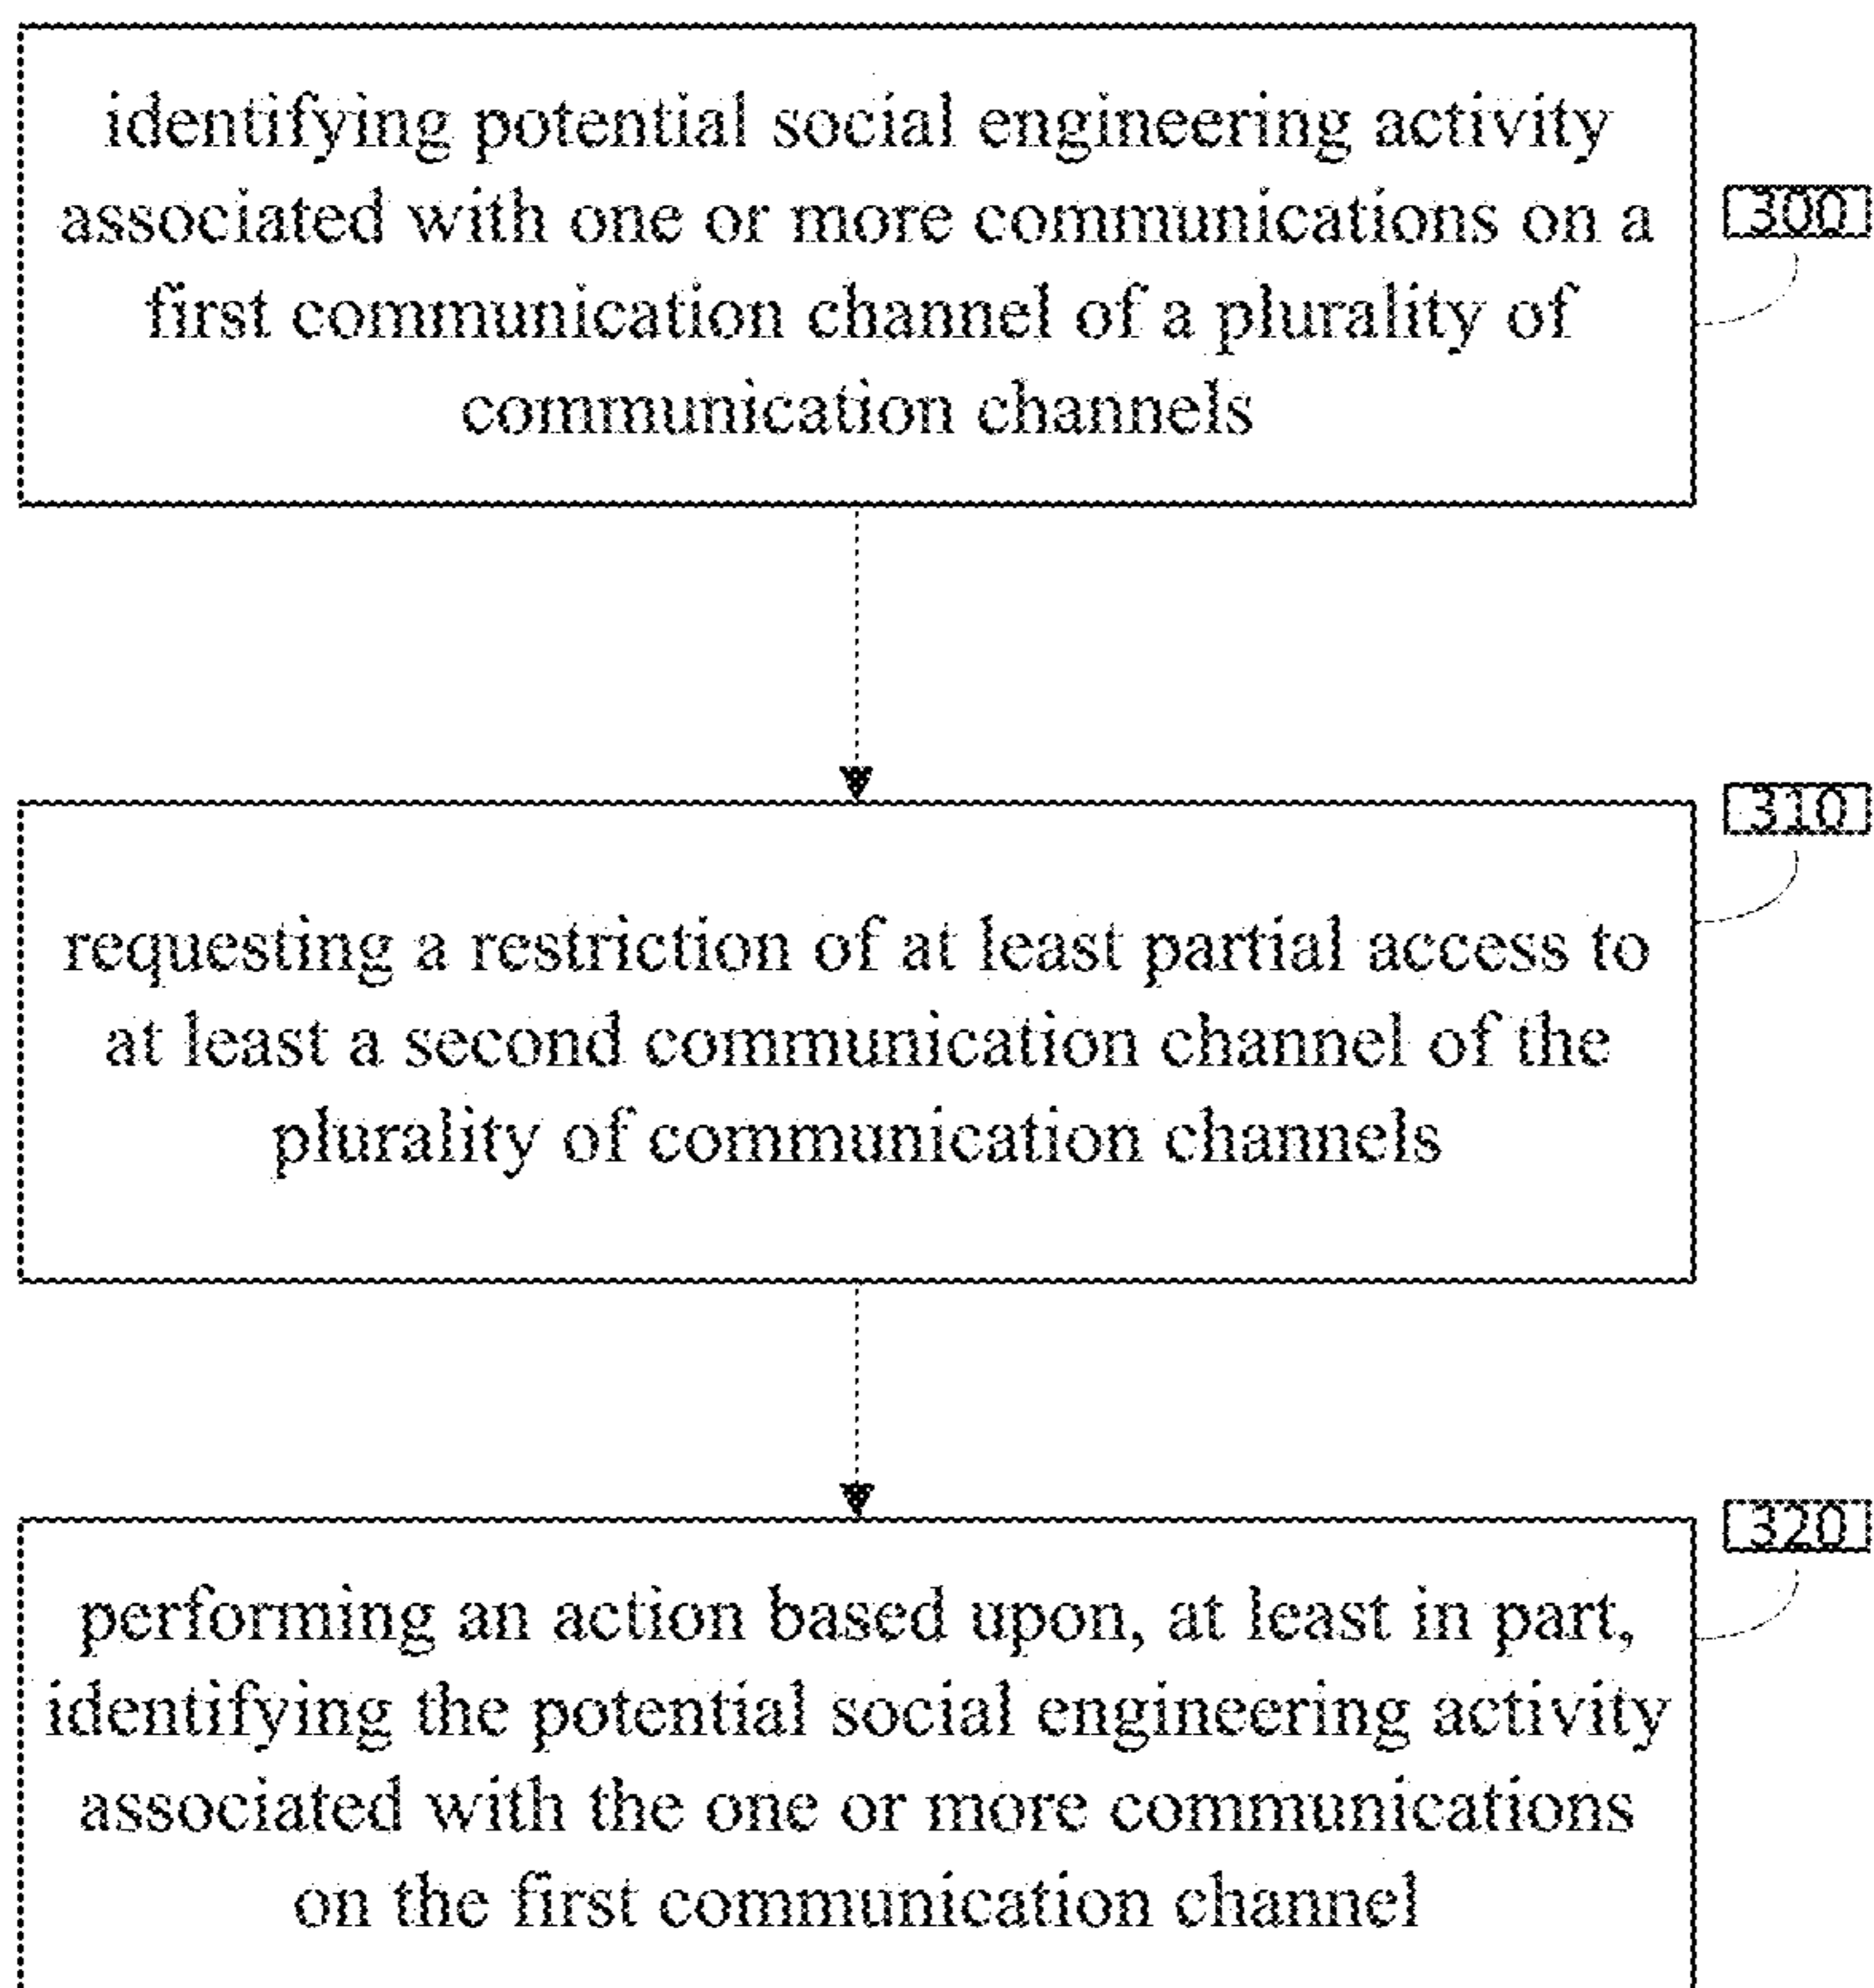 identifying potential social engineering activity
associated with one or more communications on a
first communication channel of a plurality of
communication channels
300
requesting a restriction of at least partial access to
at least a second communication channel of the
plurality of communication channels
310
performing an action based upon, at least in part,
identifying the potential social engineering activity
associated with the one or more communications
on the first communication channel
320